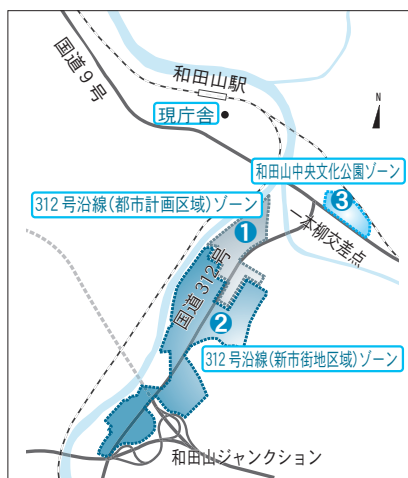 国道9号
和田山駅
現庁舎
N
和田山中央文化公園ゾーン
3
312号沿線(都市計画区域)ゾーン
1
一本柳交差点
国道312号
2
312号沿線(新市街地区域)ゾーン
和田山ジャンクション